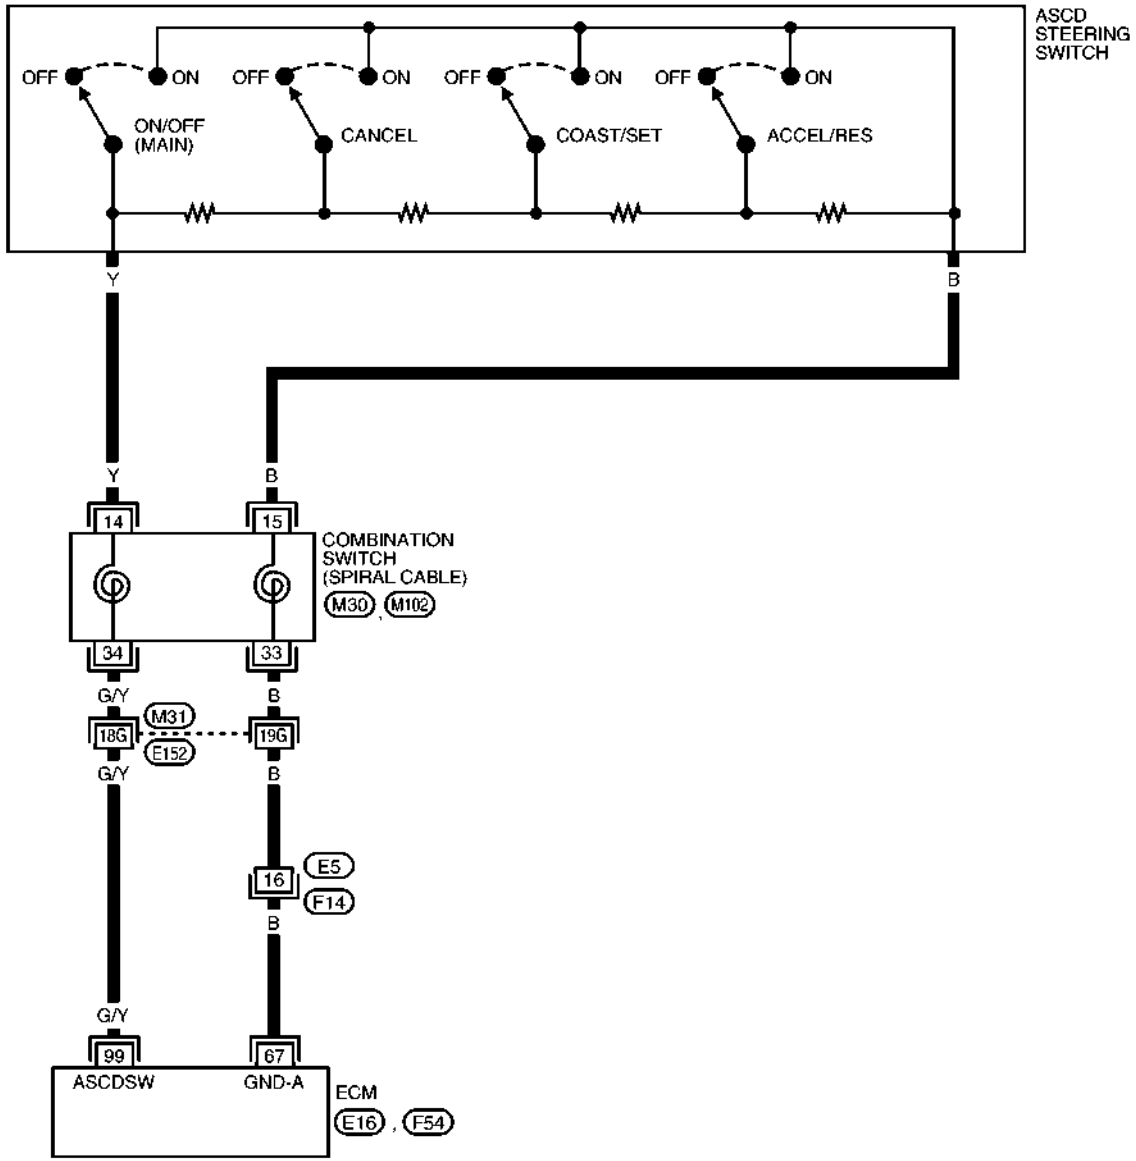 ASCD
STEERING
SWITCH
OFF ON OFF ON OFF ON OFF ON
ON/OFF
(MAIN)
CANCEL
COAST/SET
ACCEL/RES
Y B
Y B
14 15
COMBINATION
SWITCH
(SPIRAL CABLE)
M30 , M102
34 33
G/Y B
M31
18G 19G
E152
G/Y B
E5
16
F14
B
G/Y
99 67
ASCDSW GND-A
ECM
E16 , F54